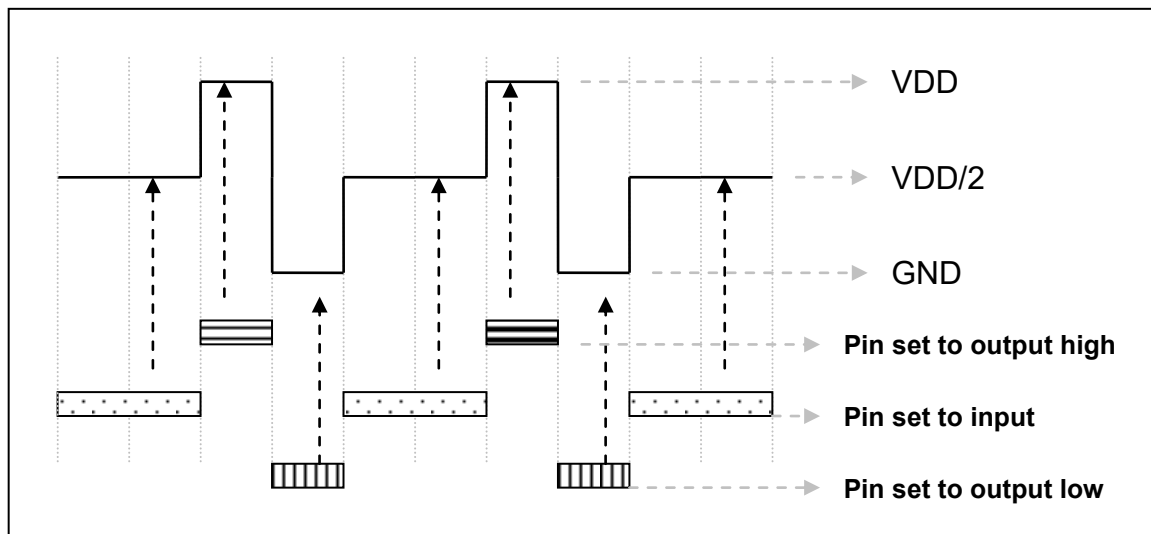 VDD
VDD/2
GND
Pin set to output high
Pin set to input
Pin set to output low